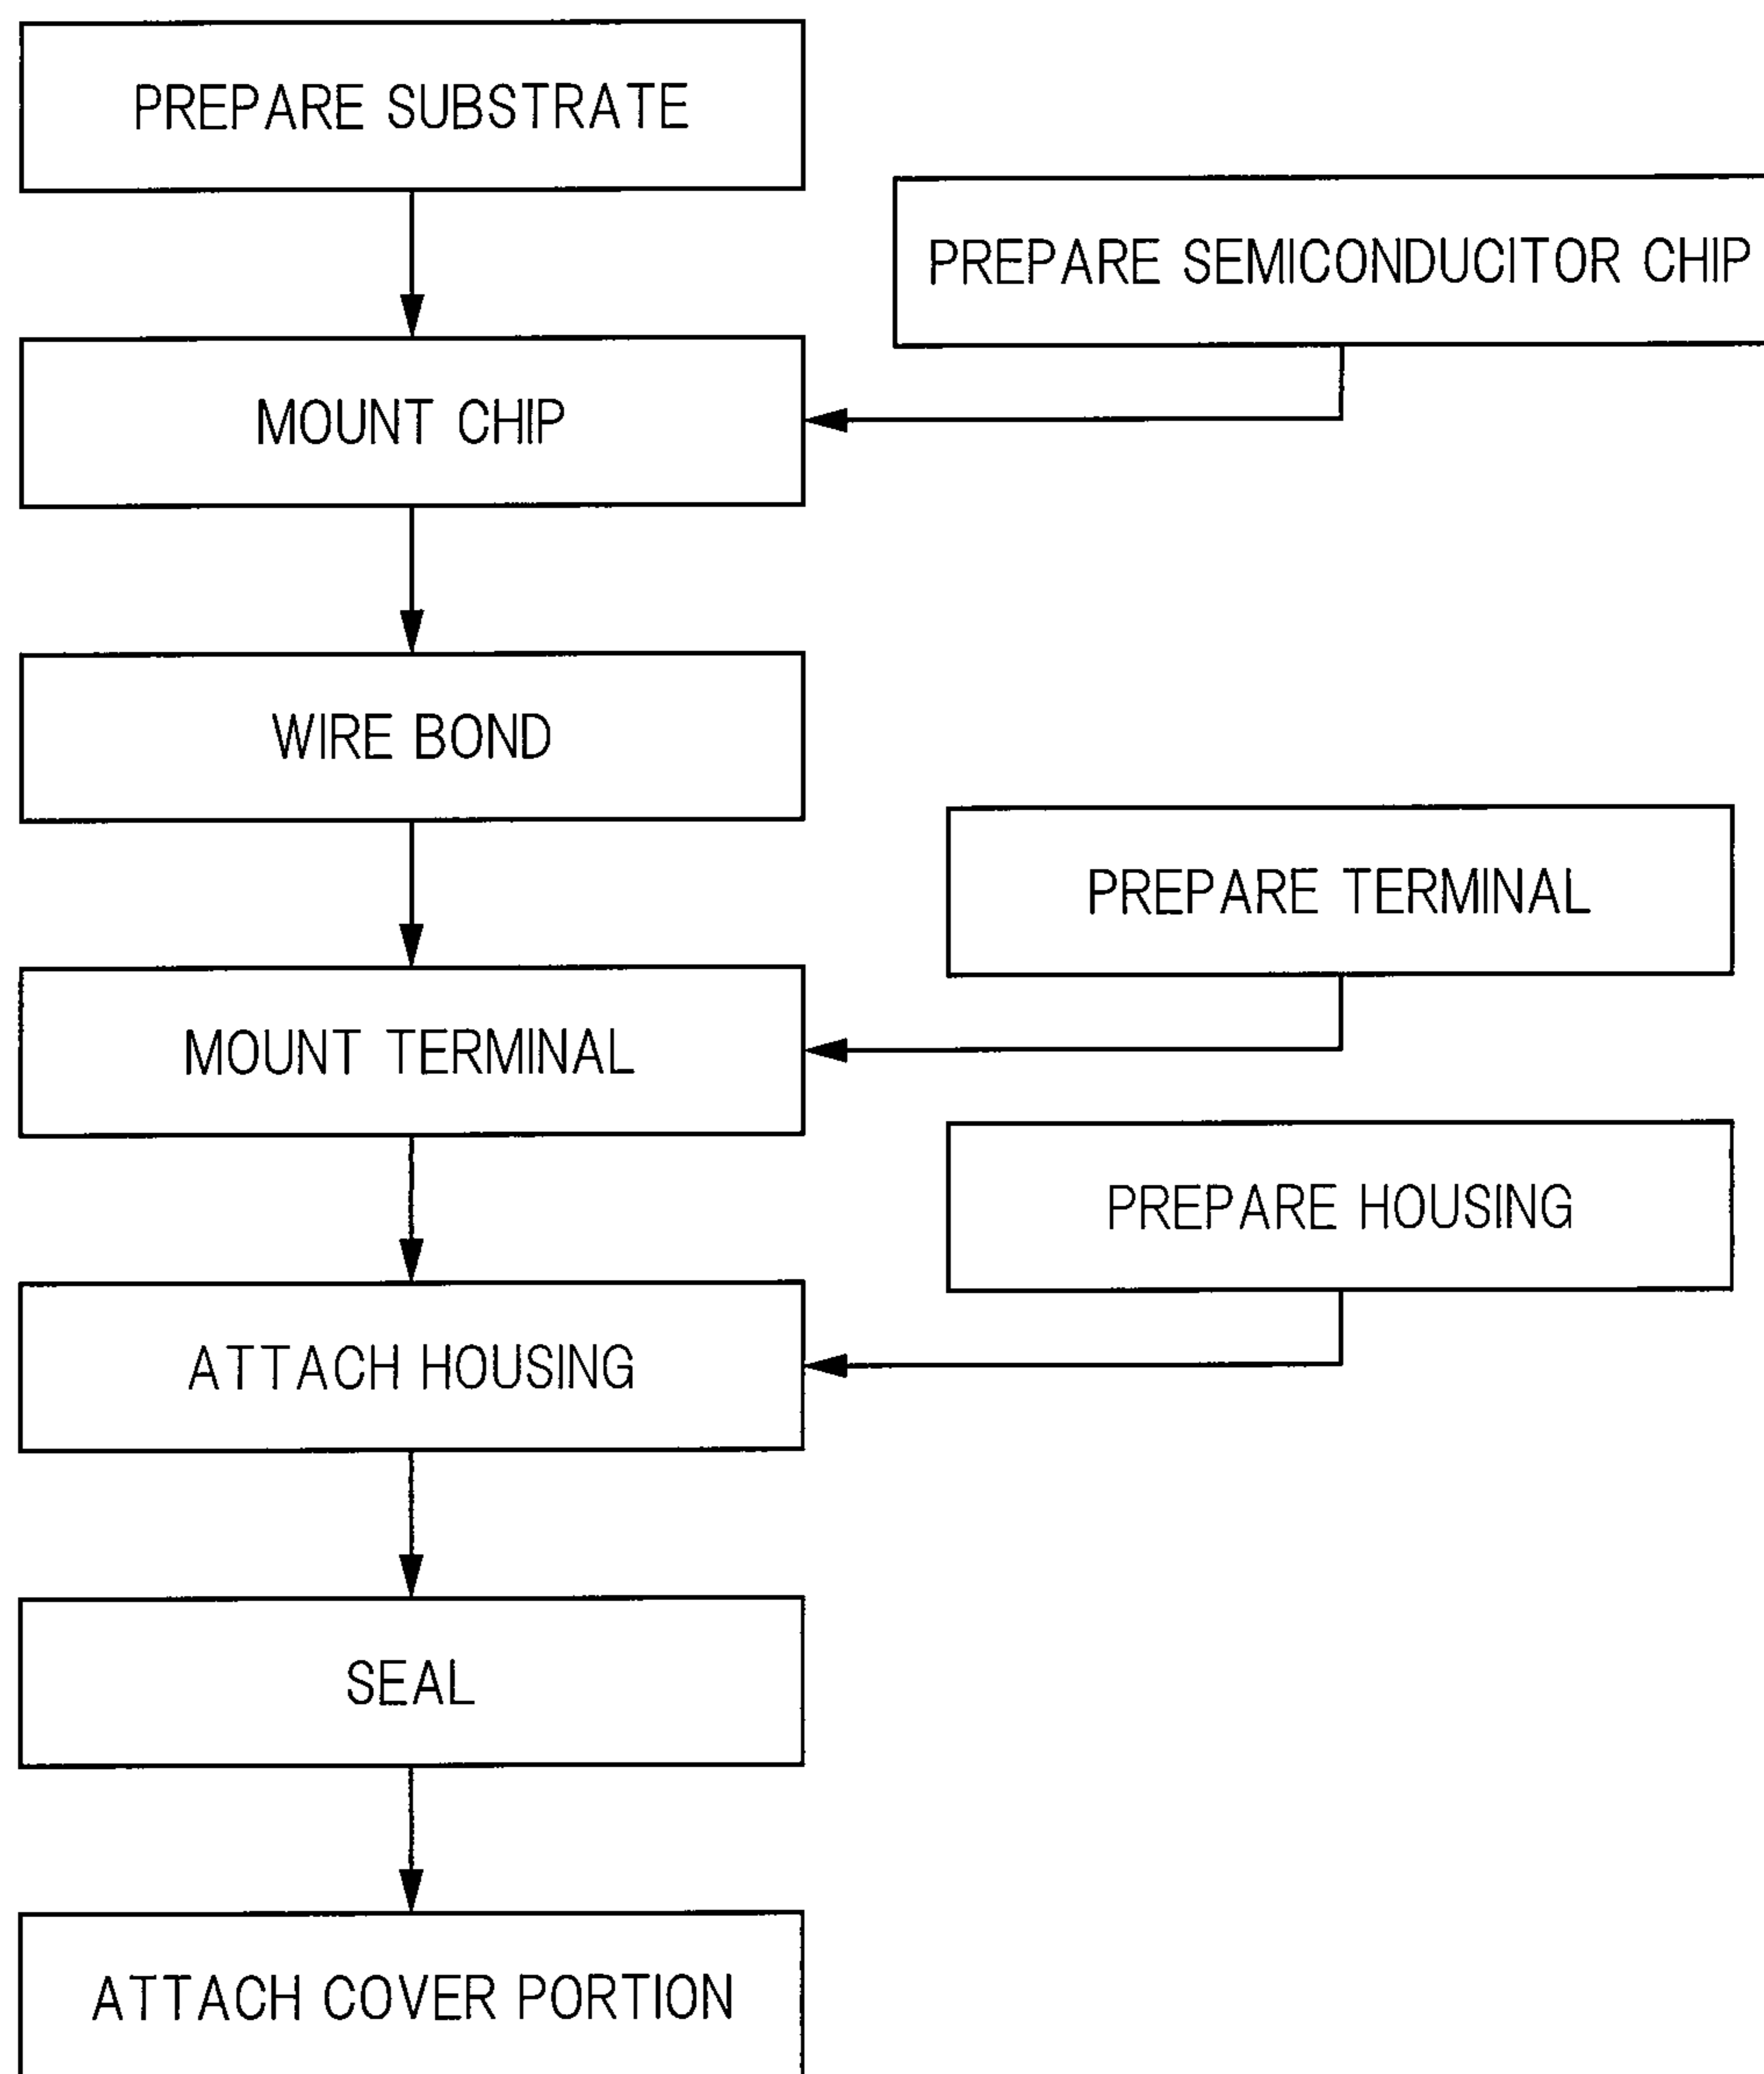 PREPARE SUBSTRATE
PREPARE SEMICONDUCITOR CHIP
MOUNT CHIP
WIRE BOND
PREPARE TERMINAL
MOUNT TERMINAL
PREPARE HOUSING
ATTACH HOUSING
SEAL
ATTACH COVER PORTION